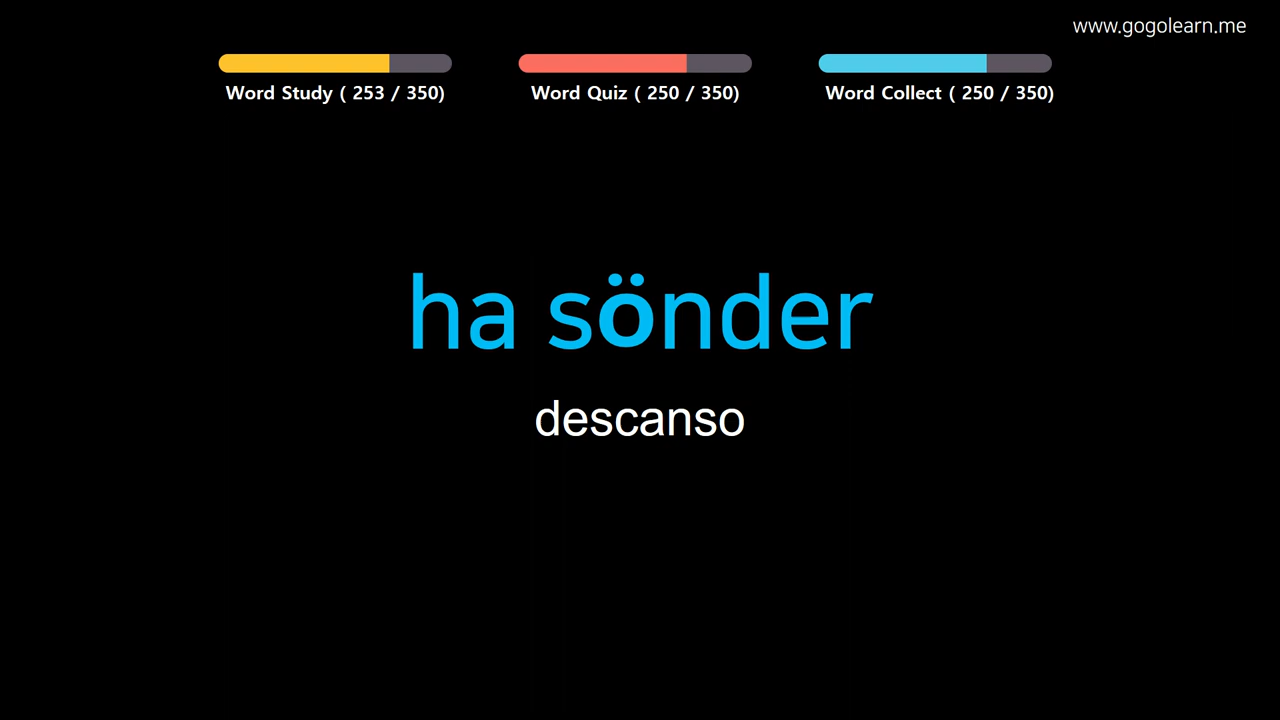 www.gogolearn.me
Word Study ( 253 / 350)
Word Quiz ( 250 / 350)
Word Collect ( 250 / 350)
ha sönder
descanso